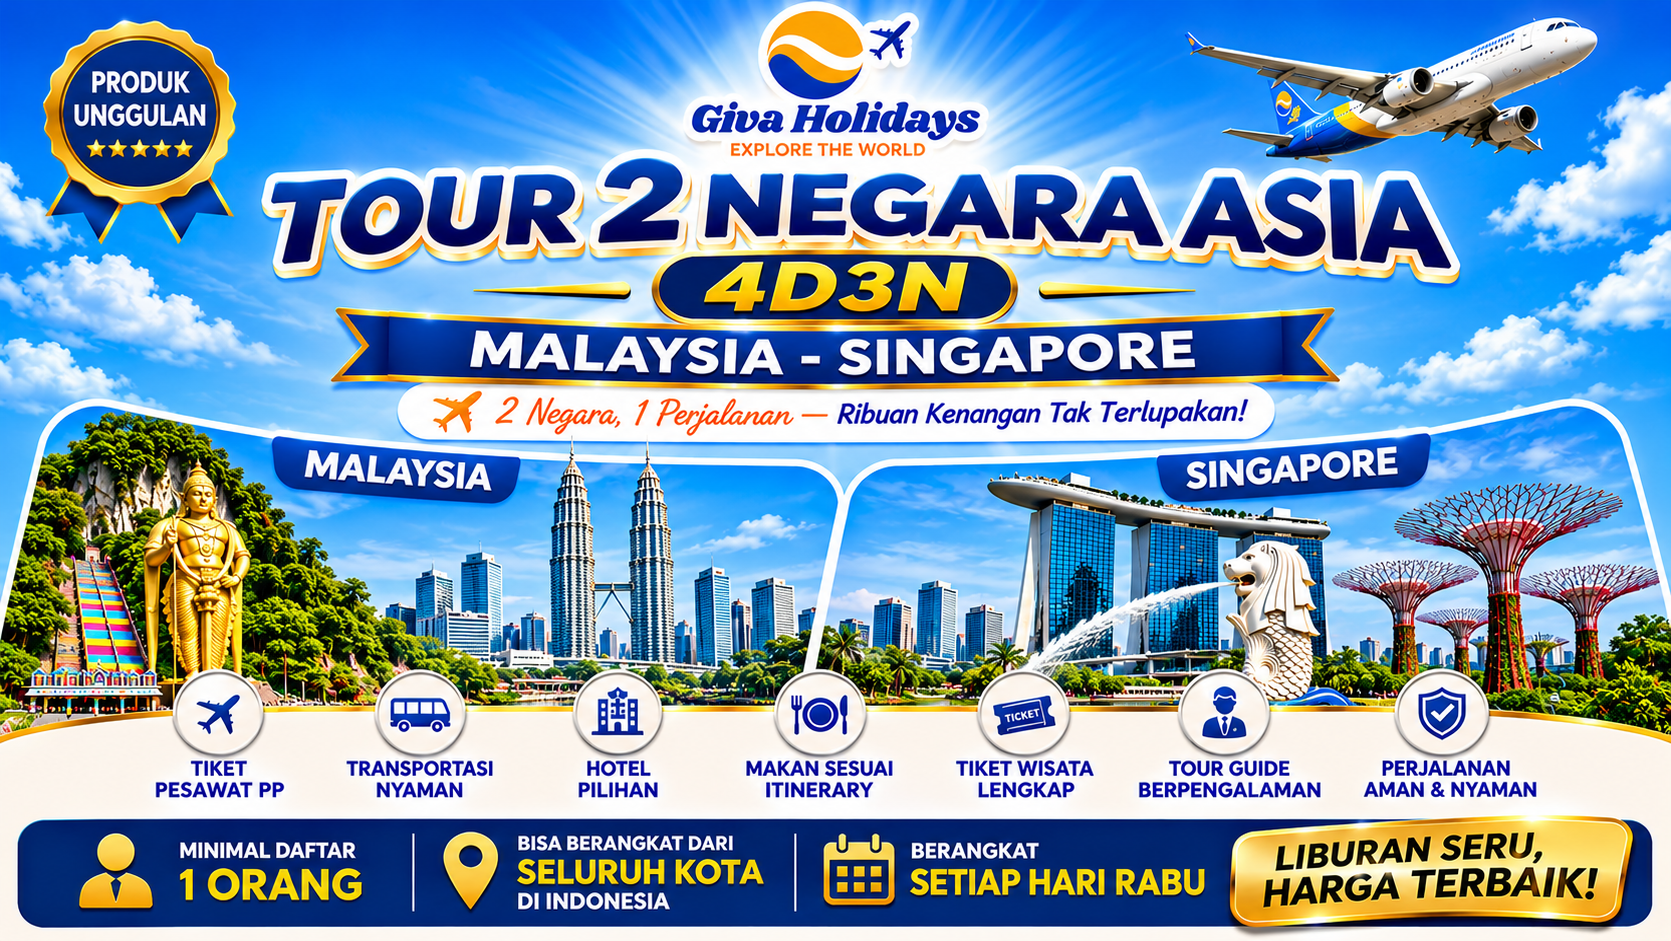 PRODUK
UNGGULAN
Giva Holidays
EXPLORE THE WORLD
TOUR 2 NEGARA ASIA
4D3N
MALAYSIA - SINGAPORE
2 Negara, 1 Perjalanan — Ribuan Kenangan Tak Terlupakan!
MALAYSIA
SINGAPORE
TIKET
PESAWAT PP
TRANSPORTASI
NYAMAN
HOTEL
PILIHAN
MAKAN SESUAI
ITINERARY
TICKET
TIKET WISATA
LENGKAP
TOUR GUIDE
BERPENGALAMAN
PERJALANAN
AMAN & NYAMAN
MINIMAL DAFTAR
1 ORANG
BISA BERANGKAT DARI
SELURUH KOTA
DI INDONESIA
BERANGKAT
SETIAP HARI RABU
LIBURAN SERU,
HARGA TERBAIK!